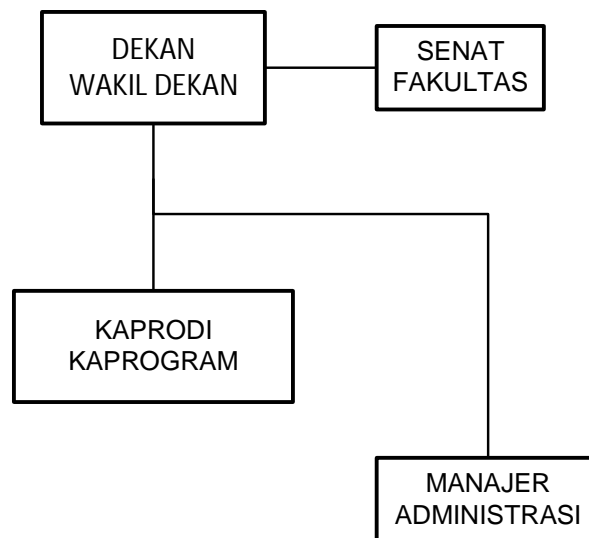 DEKAN
WAKIL DEKAN
SENAT
FAKULTAS
KAPRODI
KAPROGRAM
MANAJER
ADMINISTRASI